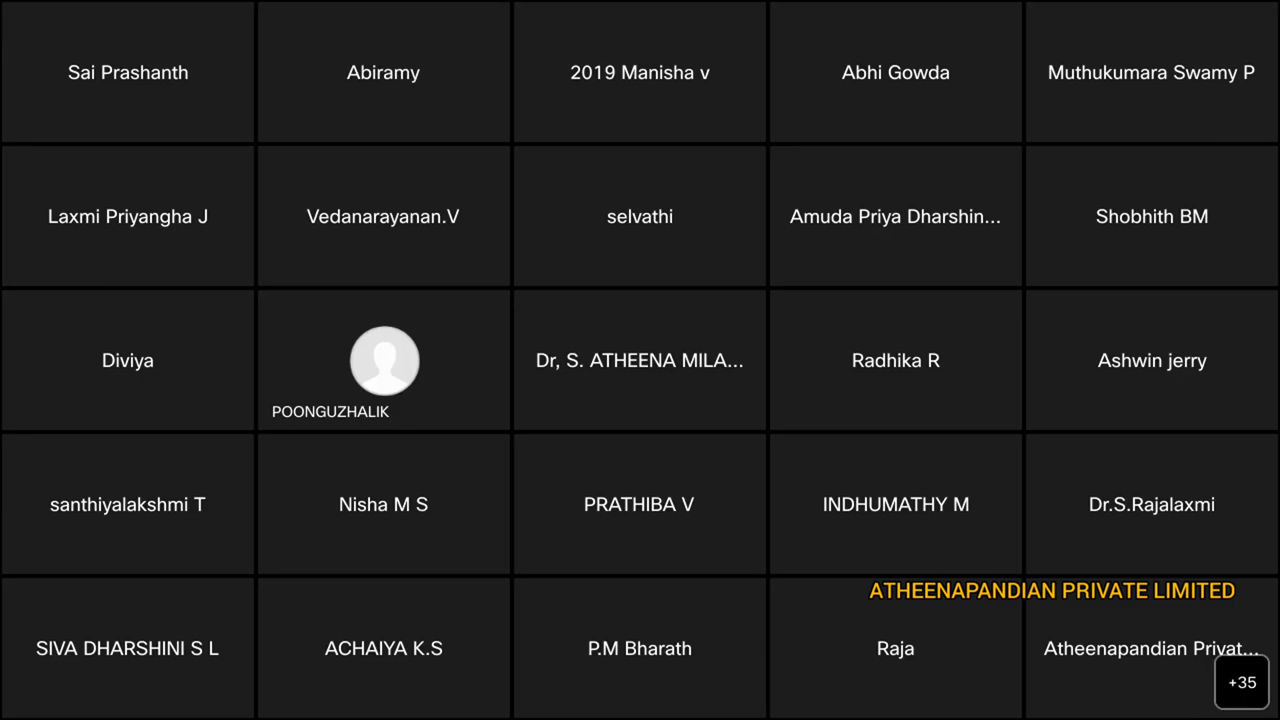 Sai Prashanth
Abiramy
2019 Manisha v
Abhi Gowda
Muthukumara Swamy P
Laxmi Priyangha J
Vedanarayanan.V
selvathi
Amuda Priya Dharshin...
Shobhith BM
Diviya
POONGUZHALIK
Dr, S. ATHEENA MILA...
Radhika R
Ashwin jerry
santhiyalakshmi T
Nisha M S
PRATHIBA V
INDHUMATHY M
Dr.S.Rajalaxmi
ATHEENAPANDIAN PRIVATE LIMITED
SIVA DHARSHINI S L
ACHAIYA K.S
P.M Bharath
Raja
Atheenapandian Privat...
+35